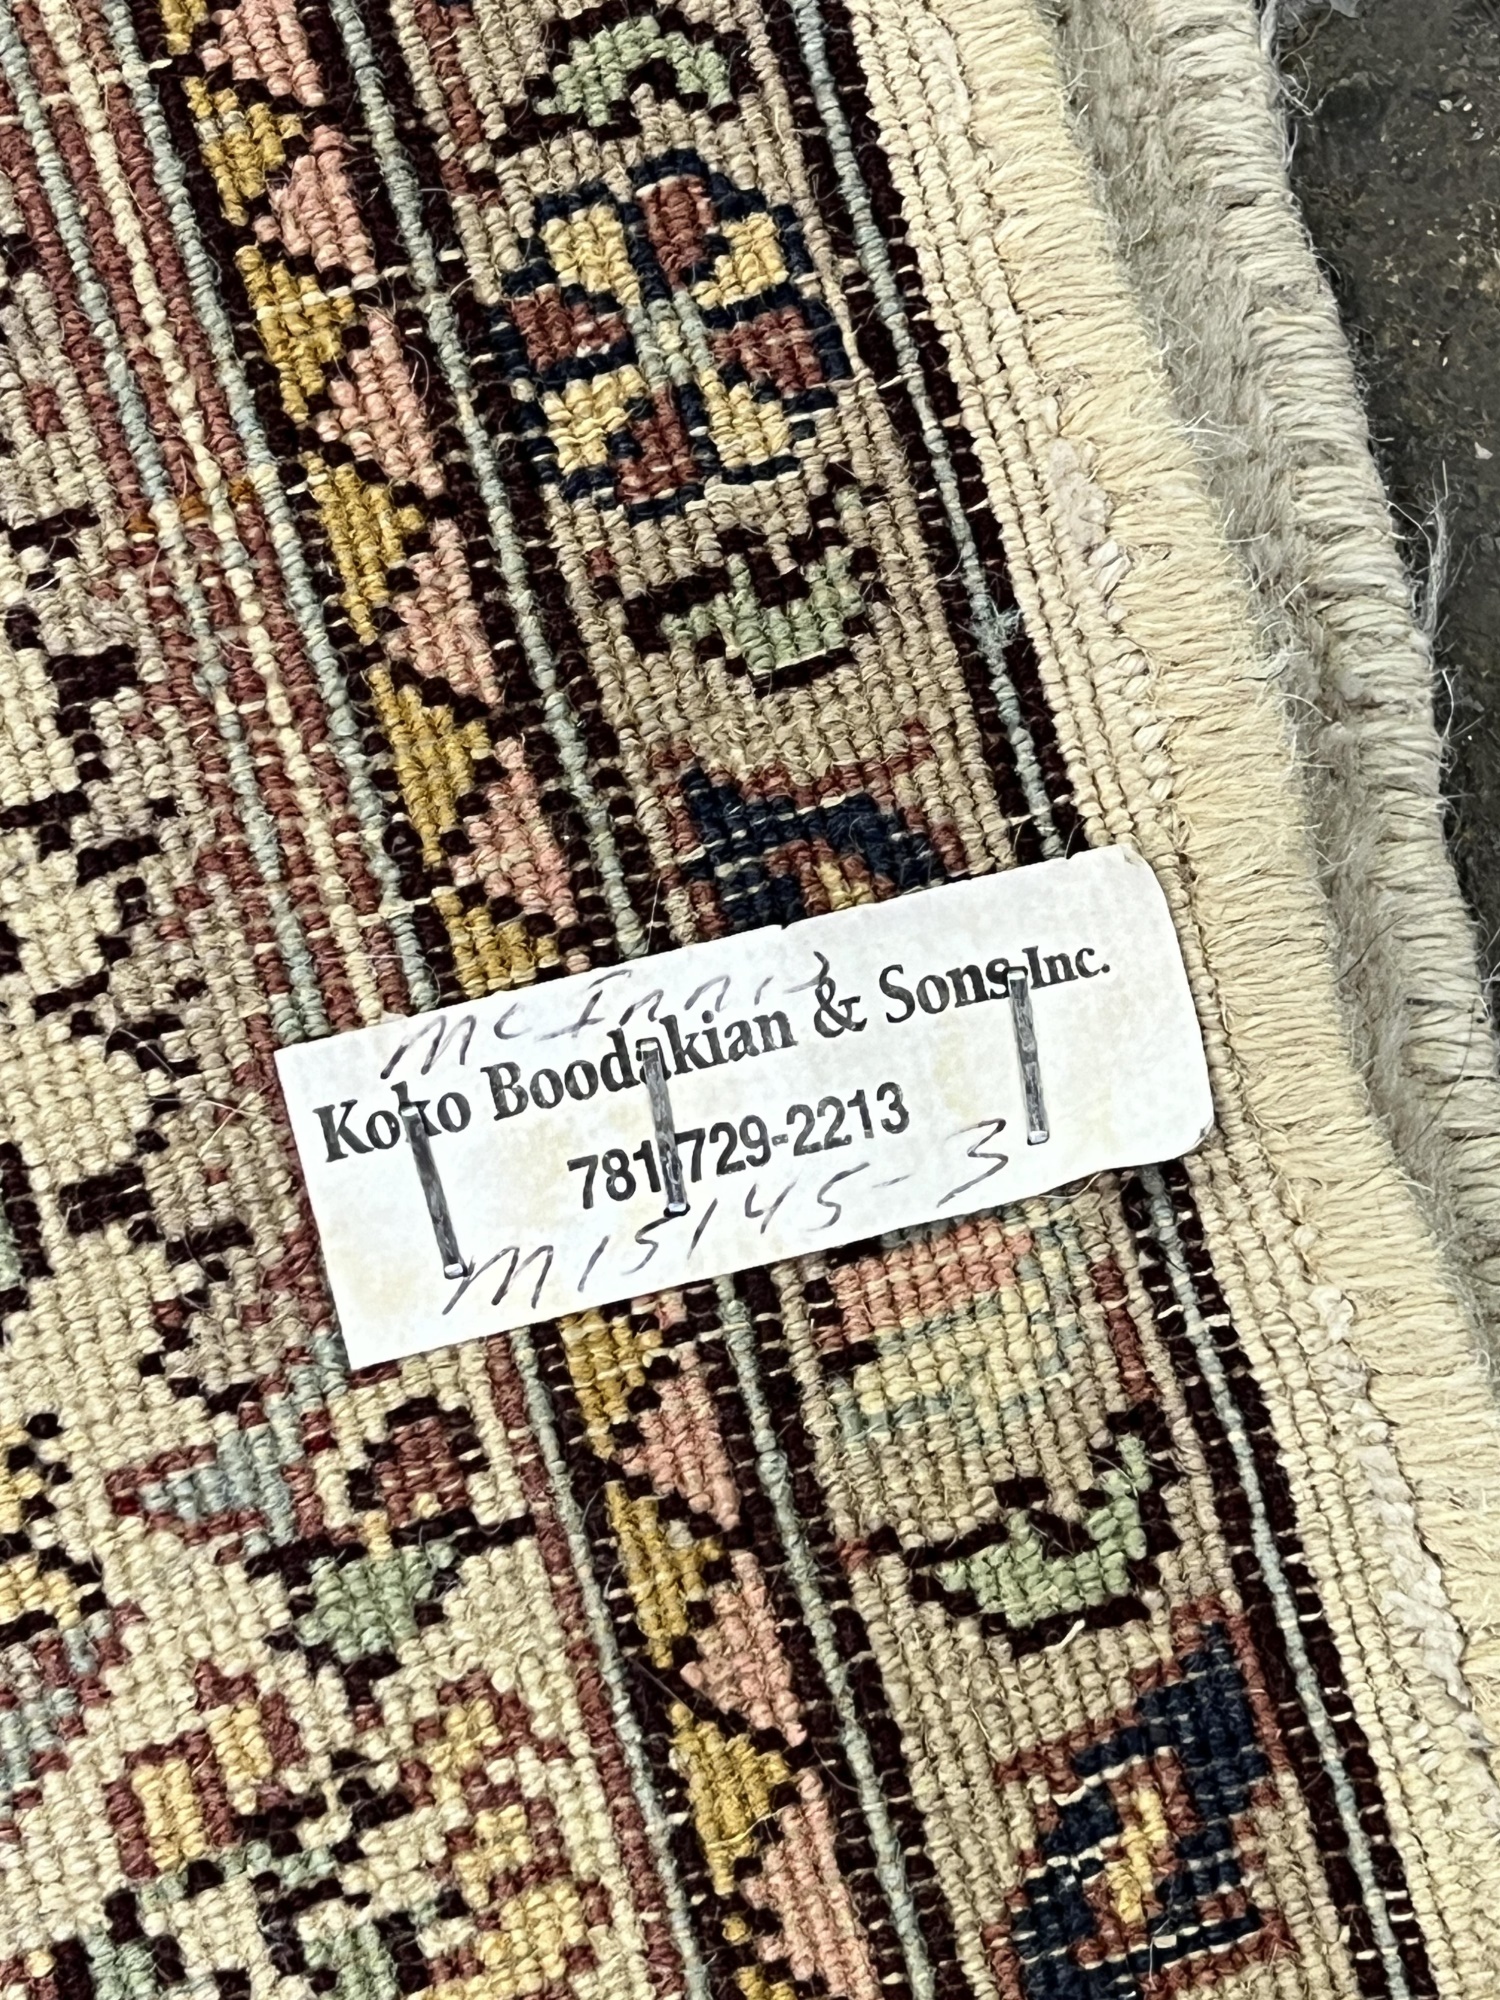 McInnis
Koko Boodakian & Sons Inc.
781 729-2213
M15145-3